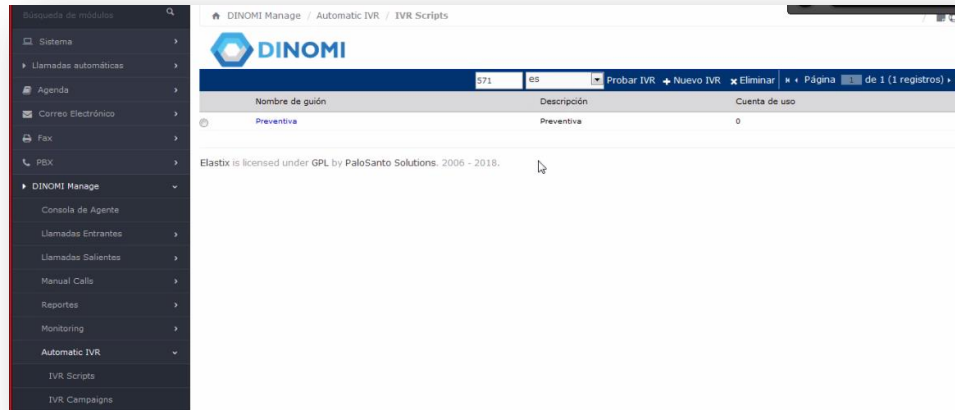 Búsqueda de módulos
Sistema
Llamadas automáticas
Agenda
Correo Electrónico
Fax
PBX
DINOMI Manage
Consola de Agente
Llamadas Entrantes
Llamadas Salientes
Manual Calls
Reportes
Monitoring
Automatic IVR
IVR Scripts
IVR Campaigns
DINOMI Manage / Automatic IVR / IVR Scripts
DINOMI
571 es Probar IVR Nuevo IVR Eliminar Página 1 de 1 (1 registros)
Nombre de guión Descripción Cuenta de uso
Preventiva Preventiva 0
Elastix is licensed under GPL by PaloSanto Solutions. 2006 - 2018.